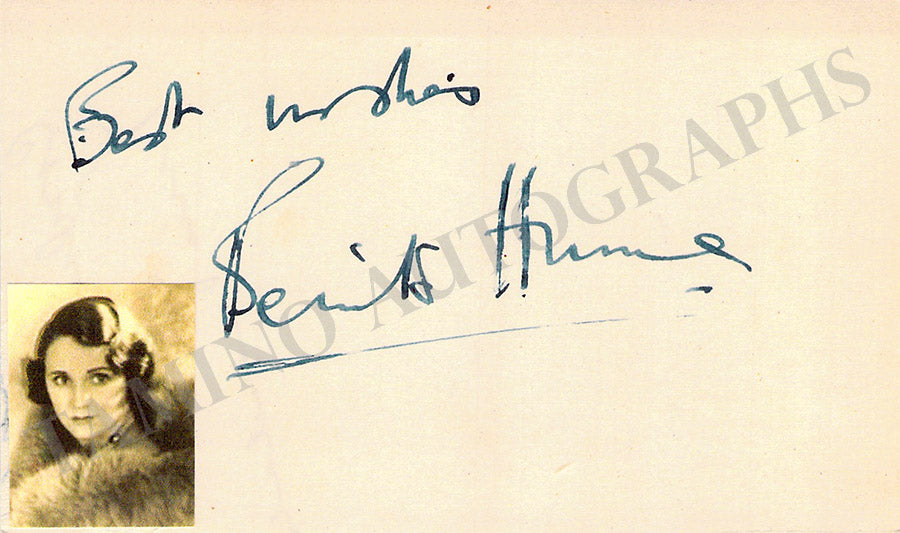 Best wishes
Benita Hume
TAMINO AUTOGRAPHS